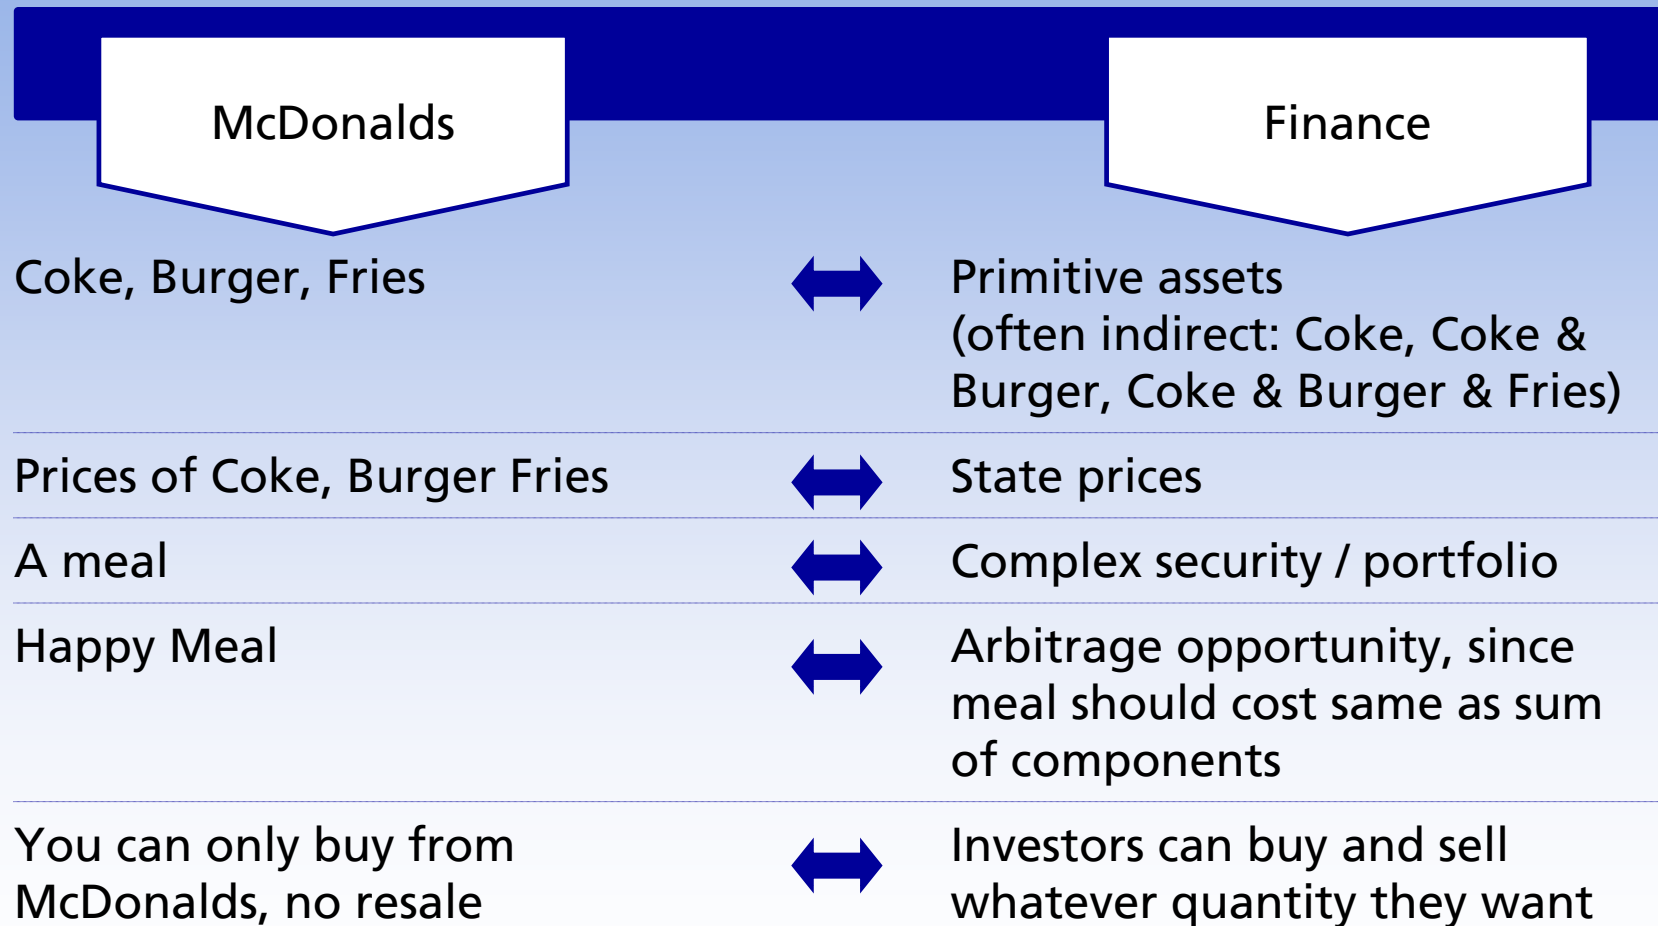 McDonalds
Finance
Coke, Burger, Fries
Primitive assets
(often indirect: Coke, Coke &
Burger, Coke & Burger & Fries)
Prices of Coke, Burger Fries
State prices
A meal
Complex security / portfolio
Happy Meal
Arbitrage opportunity, since
meal should cost same as sum
of components
You can only buy from
McDonalds, no resale
Investors can buy and sell
whatever quantity they want